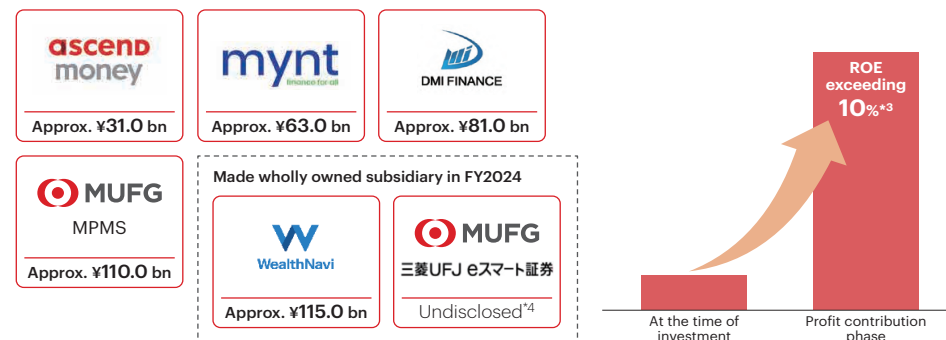 ascend
money
Approx. ¥31.0 bn
mynt
finance for all
Approx. ¥63.0 bn
DMI FINANCE
Approx. ¥81.0 bn
MUFG
MPMS
Approx. ¥110.0 bn
Made wholly owned subsidiary in FY2024
WealthNavi
Approx. ¥115.0 bn
MUFG
三菱UFJ eスマート証券
Undisclosed*4
ROE
exceeding
10%*3
At the time of
investment
Profit contribution
phase